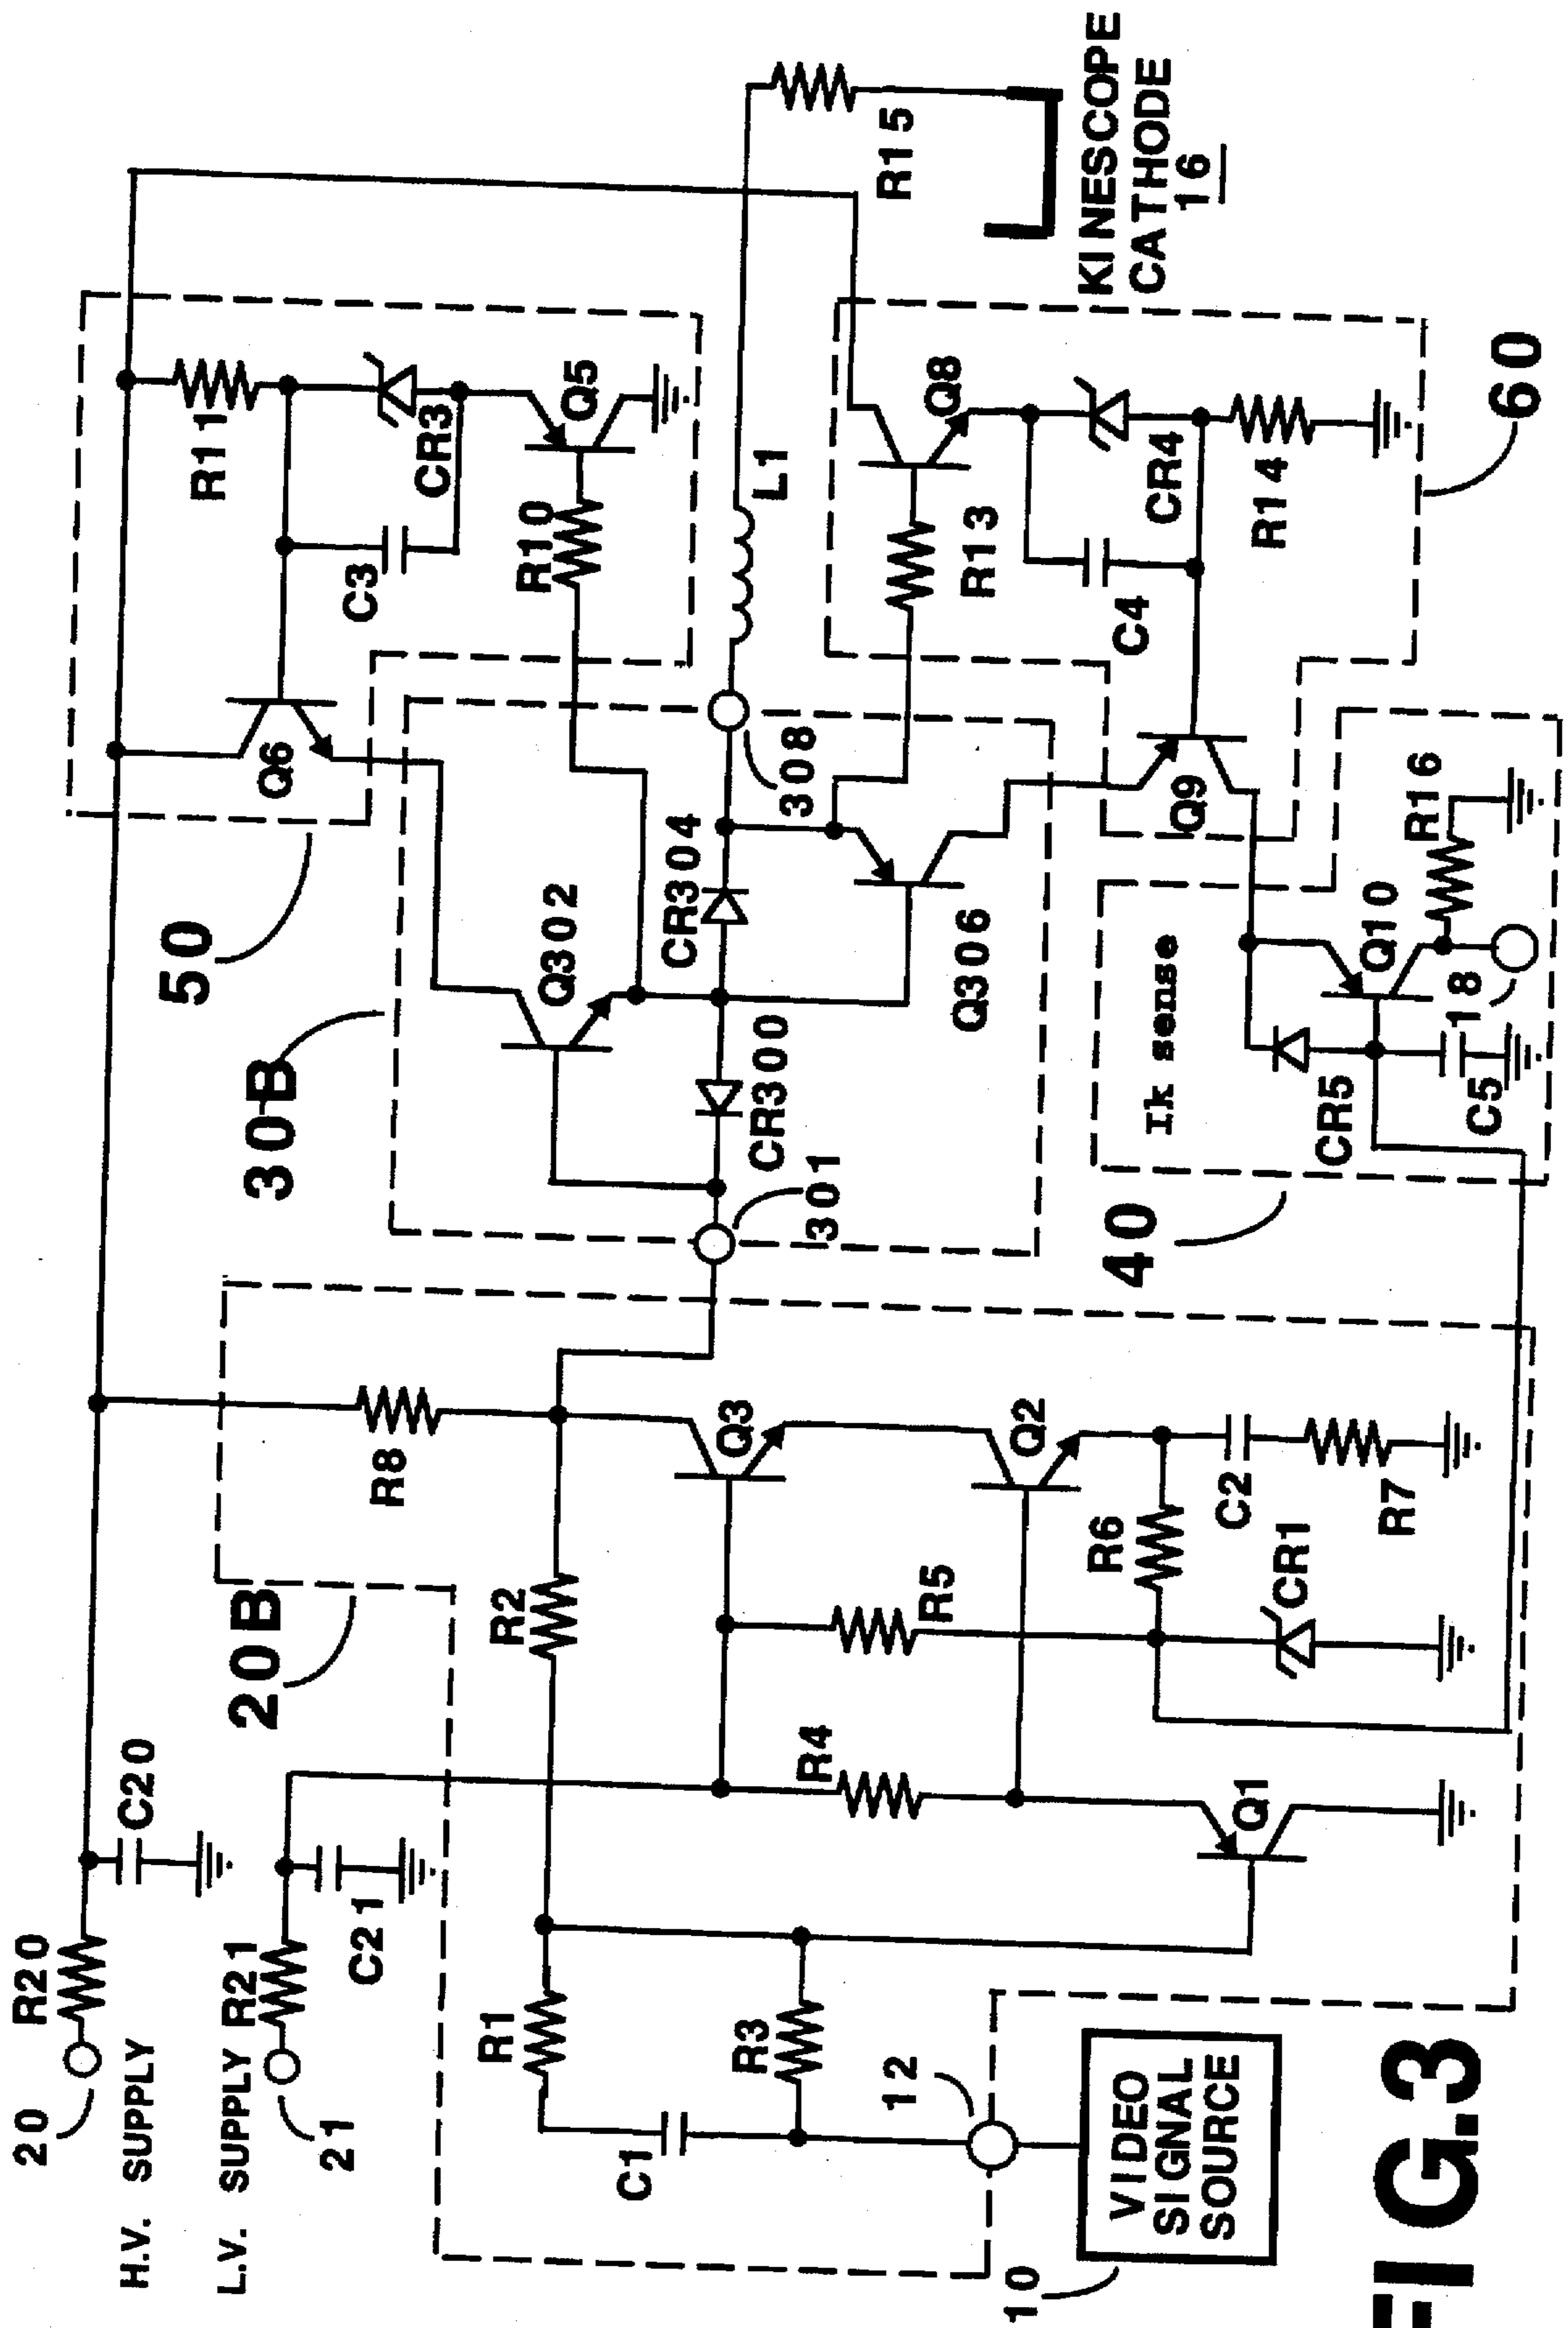 20
H.V. SUPPLY
R20
C20
L.V. SUPPLY
21
R21
C21
20B
R8
R2
R1
C1
R3
R4
R5
Q3
Q2
R6
C2
R7
CR1
Q1
12
VIDEO
SIGNAL
SOURCE
10
50
Q6
R11
C3
CR3
Q5
R10
30B
Q302
CR304
CR300
301
Q306
308
L1
R15
KINESCOPE
CATHODE
16
Q8
R13
C4
CR4
R14
60
Q9
40
Ik sense
CR5
C5
Q10
18
R16
FIG.3